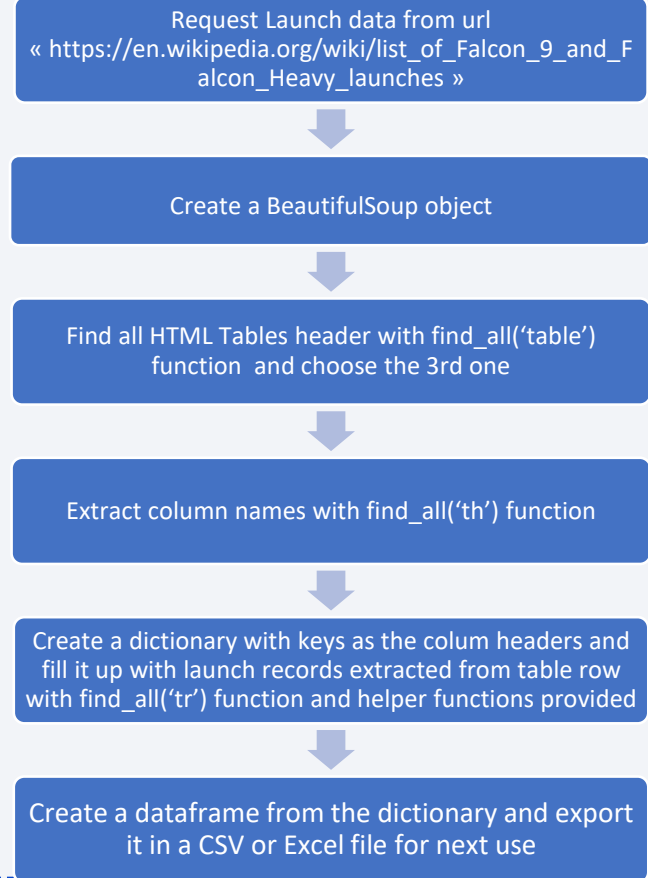 Request Launch data from url
« https://en.wikipedia.org/wiki/list_of_Falcon_9_and_F
alcon_Heavy_launches »
Create a BeautifulSoup object
Find all HTML Tables header with find_all(‘table’)
function  and choose the 3rd one
Extract column names with find_all(‘th’) function
Create a dictionary with keys as the colum headers and
fill it up with launch records extracted from table row
with find_all(‘tr’) function and helper functions provided
Create a dataframe from the dictionary and export
it in a CSV or Excel file for next use